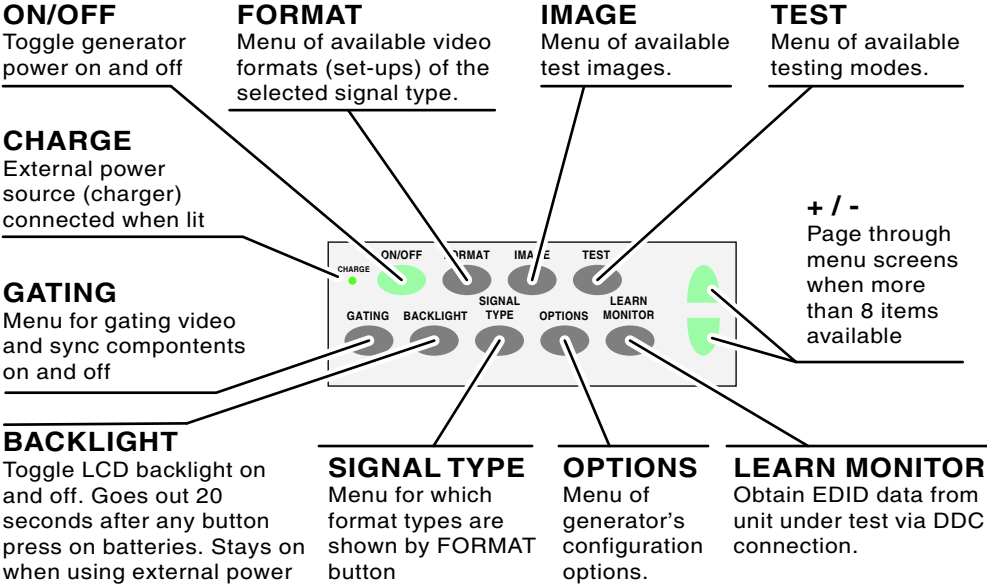 ON/OFF
Toggle generator
power on and off
FORMAT
Menu of available video
formats (set-ups) of the
selected signal type.
IMAGE
Menu of available
test images.
TEST
Menu of available
testing modes.
CHARGE
External power
source (charger)
connected when lit
+ / -
Page through
menu screens
when more
than 8 items
available
GATING
Menu for gating video
and sync compontents
on and off
CHARGE
ON/OFF
FORMAT
IMAGE
TEST
GATING
BACKLIGHT
SIGNAL
TYPE
OPTIONS
LEARN
MONITOR
BACKLIGHT
Toggle LCD backlight on
and off. Goes out 20
seconds after any button
press on batteries. Stays on
when using external power
SIGNAL TYPE
Menu for which
format types are
shown by FORMAT
button
OPTIONS
Menu of
generator's
configuration
options.
LEARN MONITOR
Obtain EDID data from
unit under test via DDC
connection.